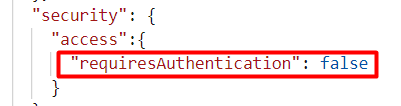 "security": {
"access":{
"requiresAuthentication": false
}